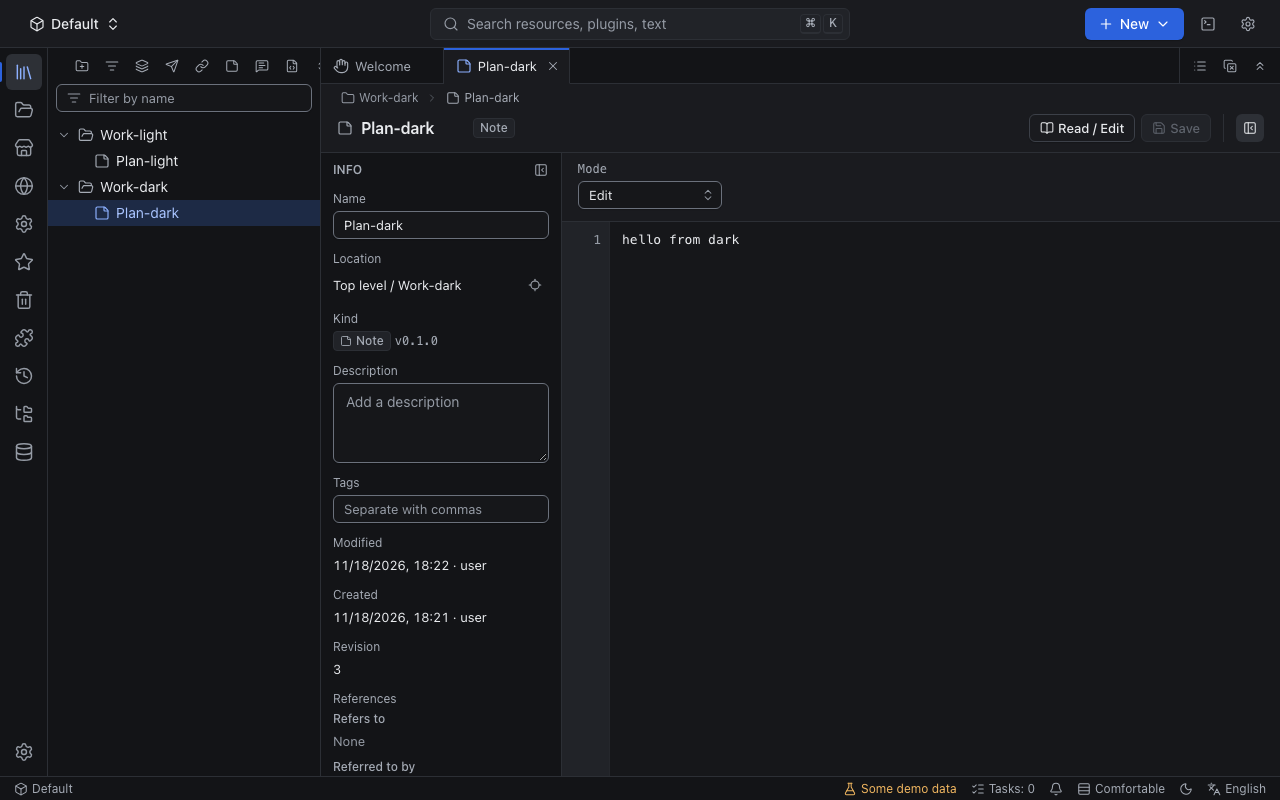 Default
Search resources, plugins, text
⌘ K
New
Welcome
Plan-dark
Filter by name
Work-light
Plan-light
Work-dark
Plan-dark
Work-dark
Plan-dark
Plan-dark
Note
Read / Edit
Save
INFO
Name
Plan-dark
Location
Top level / Work-dark
Kind
Note v0.1.0
Description
Add a description
Tags
Separate with commas
Modified
11/18/2026, 18:22 · user
Created
11/18/2026, 18:21 · user
Revision
3
References
Refers to
None
Referred to by
Mode
Edit
1 hello from dark
Default
Some demo data
Tasks: 0
Comfortable
English